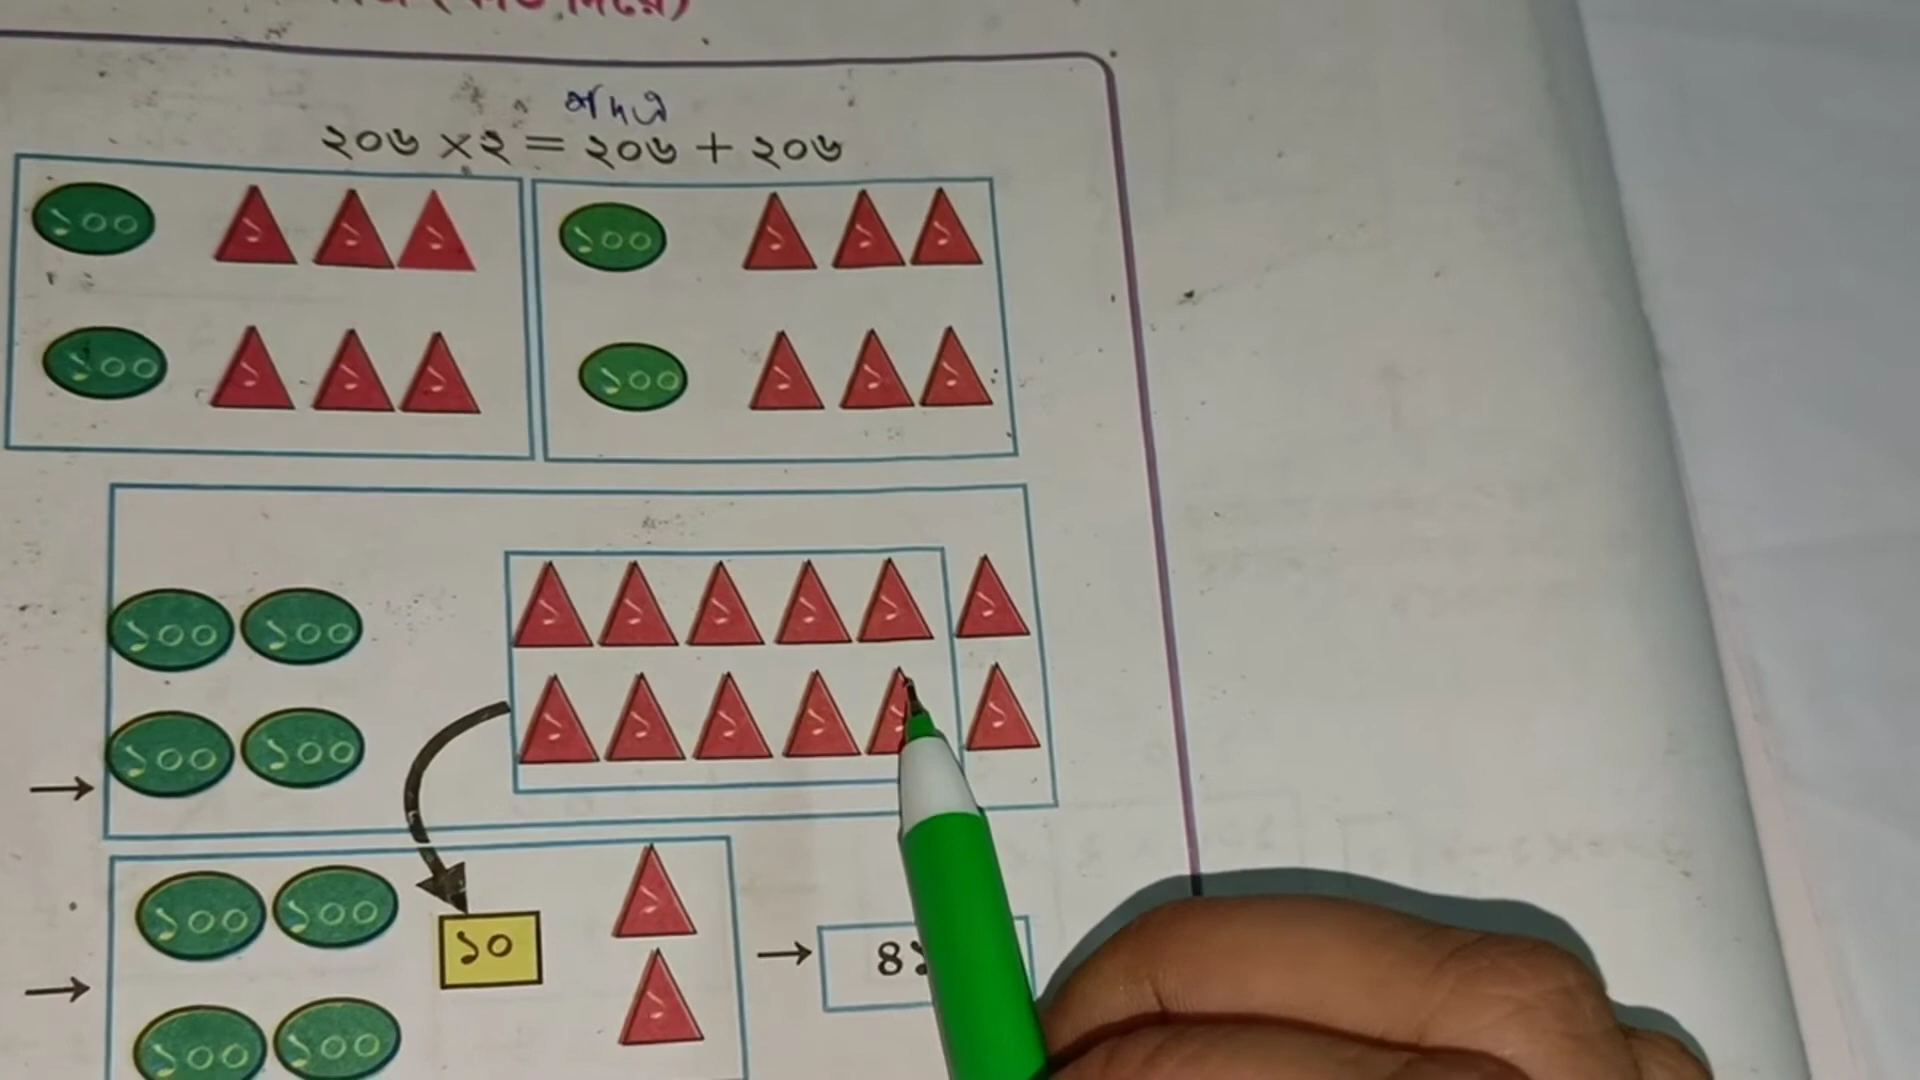 (কার্ড দিয়ে)
২০৬ × ২ = ২০৬ + ২০৬
১০০ ১ ১ ১ ১০০ ১ ১ ১
১০০ ১ ১ ১ ১০০ ১ ১ ১
১০০ ১০০ ১ ১ ১ ১ ১ ১
১০০ ১০০ ১ ১ ১ ১ ১ ১
→
১০০ ১০০ ১
১০ → ৪১
→ ১
১০০ ১০০